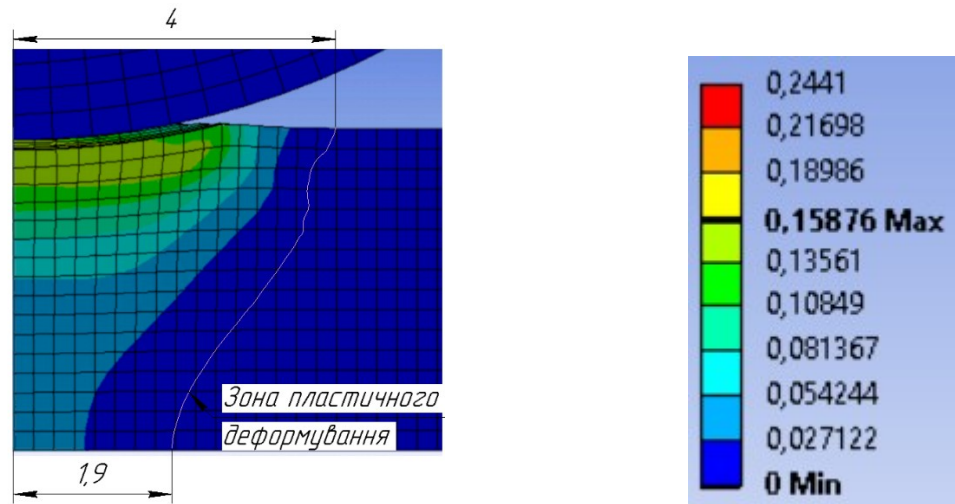 4
Зона пластичного
деформування
1,9
0,2441
0,21698
0,18986
0,15876 Max
0,13561
0,10849
0,081367
0,054244
0,027122
0 Min